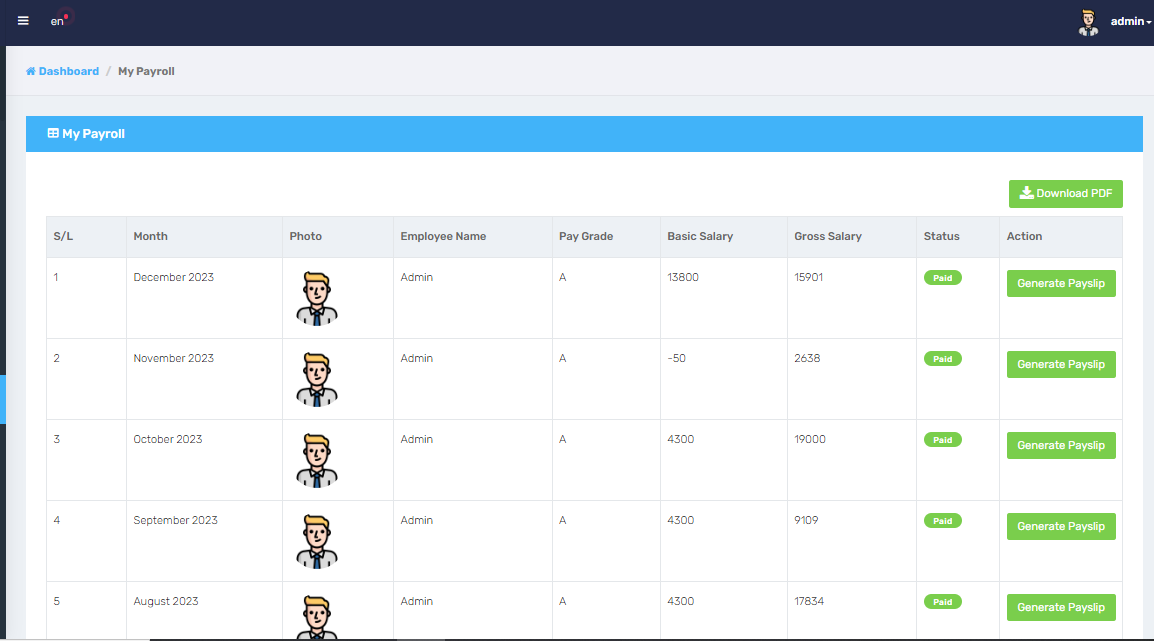 en
admin
Dashboard / My Payroll
My Payroll
Download PDF
S/L Month Photo Employee Name Pay Grade Basic Salary Gross Salary Status Action
1 December 2023 Admin A 13800 15901 Paid Generate Payslip
2 November 2023 Admin A -50 2638 Paid Generate Payslip
3 October 2023 Admin A 4300 19000 Paid Generate Payslip
4 September 2023 Admin A 4300 9109 Paid Generate Payslip
5 August 2023 Admin A 4300 17834 Paid Generate Payslip